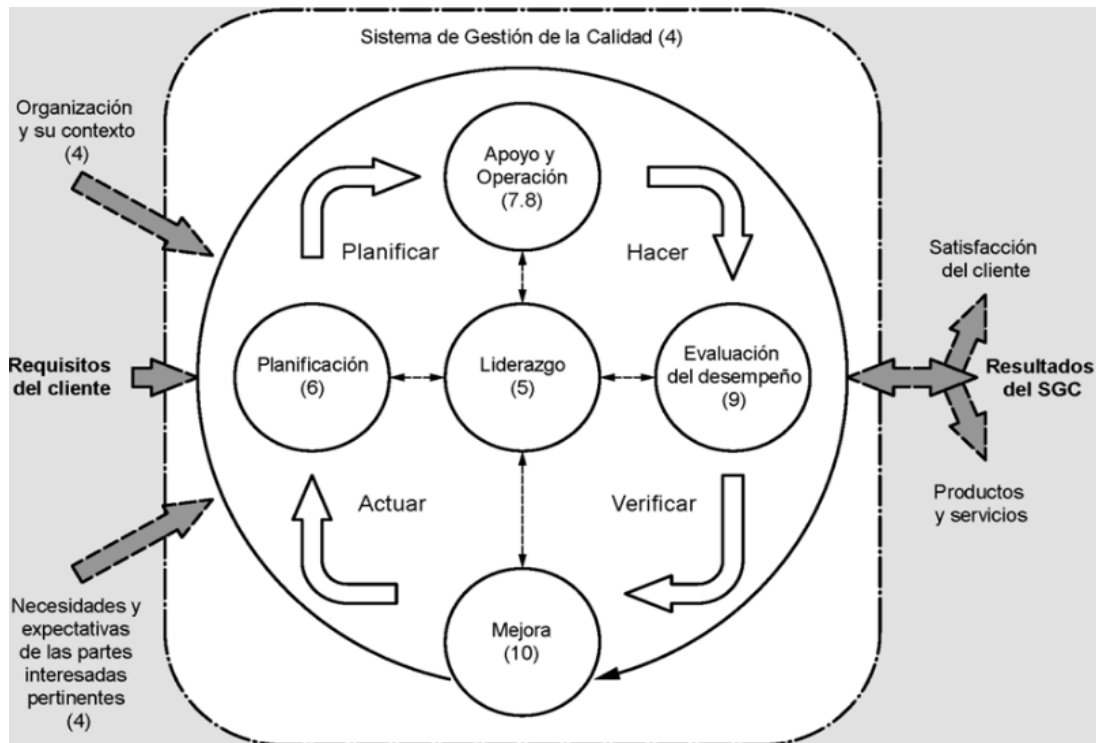 Sistema de Gestión de la Calidad (4)
Organización
y su contexto
(4)
Apoyo y
Operación
(7.8)
Planificar
Hacer
Satisfacción
del cliente
Requisitos
del cliente
Planificación
(6)
Liderazgo
(5)
Evaluación
del desempeño
(9)
Resultados
del SGC
Actuar
Verificar
Productos
y servicios
Necesidades y
expectativas
de las partes
interesadas
pertinentes
(4)
Mejora
(10)